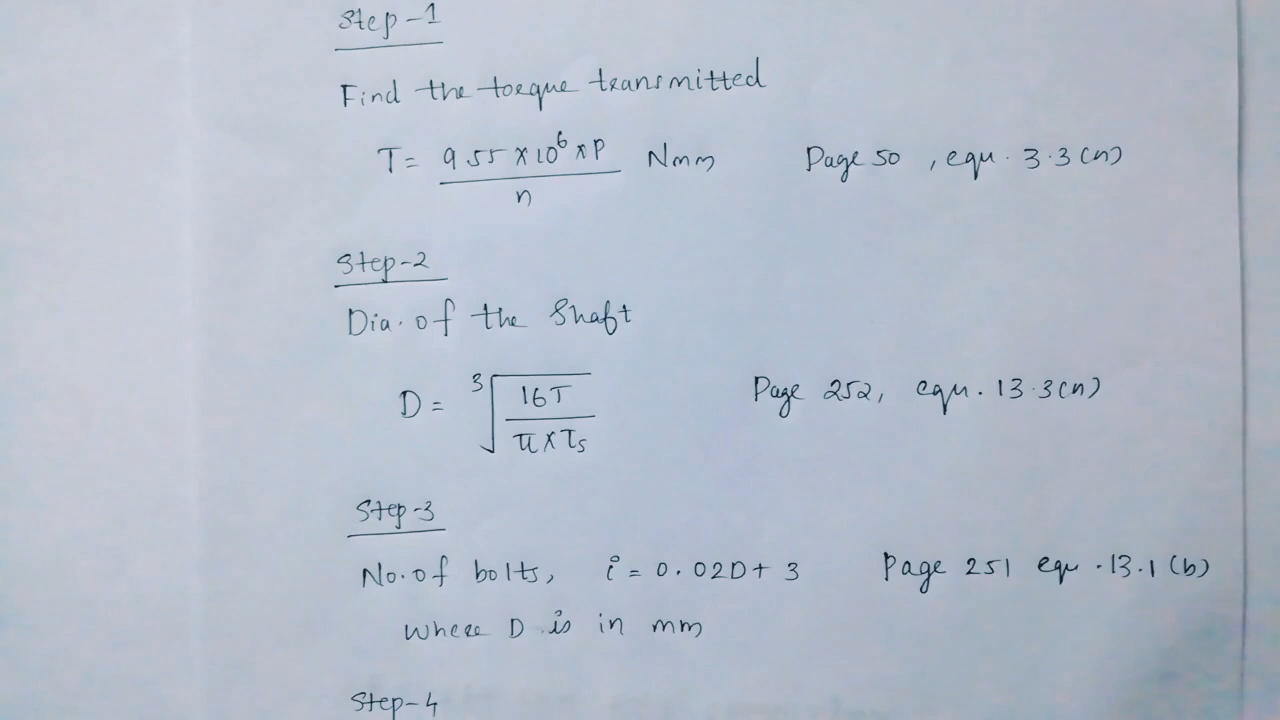 Step-1
Find the torque transmitted
T = 9.55 × 10⁶ × P / n Nmm Page 50, equ. 3.3(n)
Step-2
Dia. of the Shaft
D = ∛(16T / π × τs) Page 252, equ. 13.3(n)
Step-3
No. of bolts, i = 0.02D + 3 Page 251 equ. 13.1(b)
Where D is in mm
Step-4